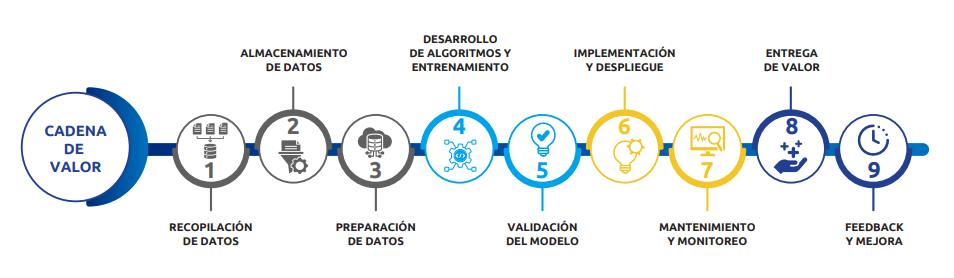 CADENA
DE
VALOR
1
RECOPILACIÓN
DE DATOS
ALMACENAMIENTO
DE DATOS
2
3
PREPARACIÓN
DE DATOS
DESARROLLO
DE ALGORITMOS Y
ENTRENAMIENTO
4
5
VALIDACIÓN
DEL MODELO
IMPLEMENTACIÓN
Y DESPLIEGUE
6
7
MANTENIMIENTO
Y MONITOREO
ENTREGA
DE VALOR
8
9
FEEDBACK
Y MEJORA